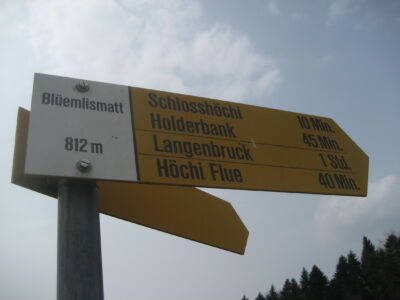 Blüemlismatt
812 m
Schlosshöchi 10 Min.
Holderbank 45 Min.
Langenbruck 1 Std.
Höchi Flue 40 Min.